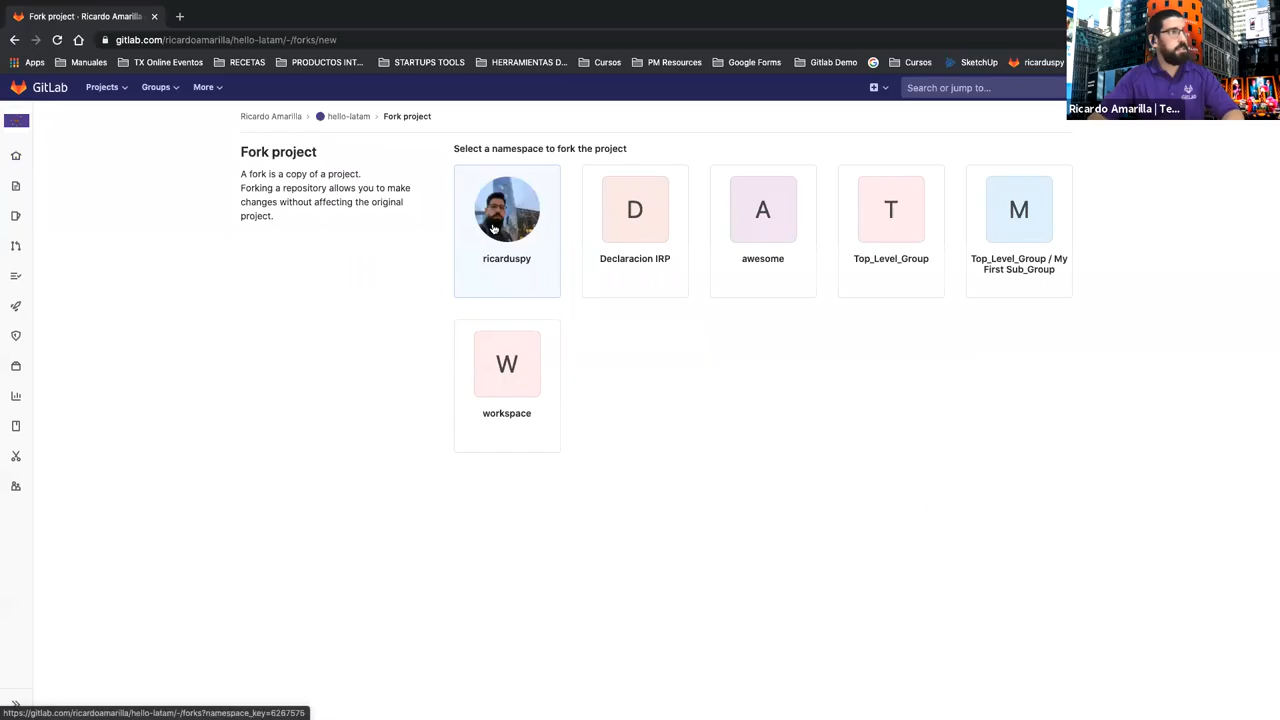 Fork project · Ricardo Amarilla
gitlab.com/ricardoamarilla/hello-latam/-/forks/new
Apps Manuales TX Online Eventos RECETAS PRODUCTOS INT... STARTUPS TOOLS HERRAMIENTAS D... Cursos PM Resources Google Forms Gitlab Demo Cursos SketchUp ricarduspy
GitLab Projects Groups More Search or jump to...
GITLAB
Ricardo Amarilla | Te...
Ricardo Amarilla > hello-latam > Fork project
Fork project
A fork is a copy of a project.
Forking a repository allows you to make
changes without affecting the original
project.
Select a namespace to fork the project
ricarduspy
D
Declaracion IRP
A
awesome
T
Top_Level_Group
M
Top_Level_Group / My
First Sub_Group
W
workspace
https://gitlab.com/ricardoamarilla/hello-latam/-/forks?namespace_key=6267575